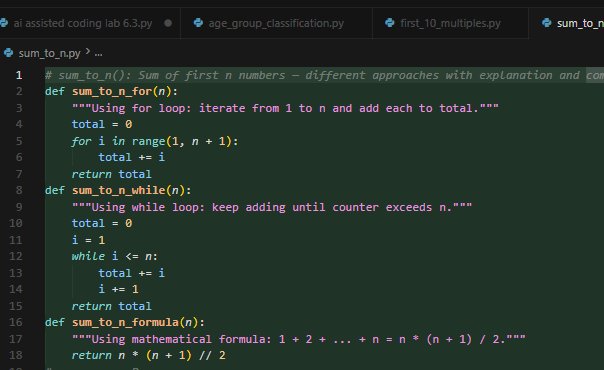 ai assisted coding lab 6.3.py age_group_classification.py first_10_multiples.py sum_to_n
sum_to_n.py > ...
1 # sum_to_n(): Sum of first n numbers — different approaches with explanation and com
2 def sum_to_n_for(n):
3 """Using for loop: iterate from 1 to n and add each to total."""
4 total = 0
5 for i in range(1, n + 1):
6 total += i
7 return total
8 def sum_to_n_while(n):
9 """Using while loop: keep adding until counter exceeds n."""
10 total = 0
11 i = 1
12 while i <= n:
13 total += i
14 i += 1
15 return total
16 def sum_to_n_formula(n):
17 """Using mathematical formula: 1 + 2 + ... + n = n * (n + 1) / 2."""
18 return n * (n + 1) // 2